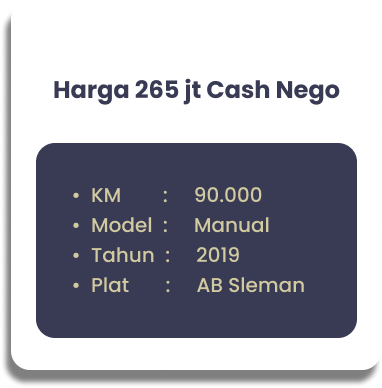 Harga 265 jt Cash Nego
• KM : 90.000
• Model : Manual
• Tahun : 2019
• Plat : AB Sleman